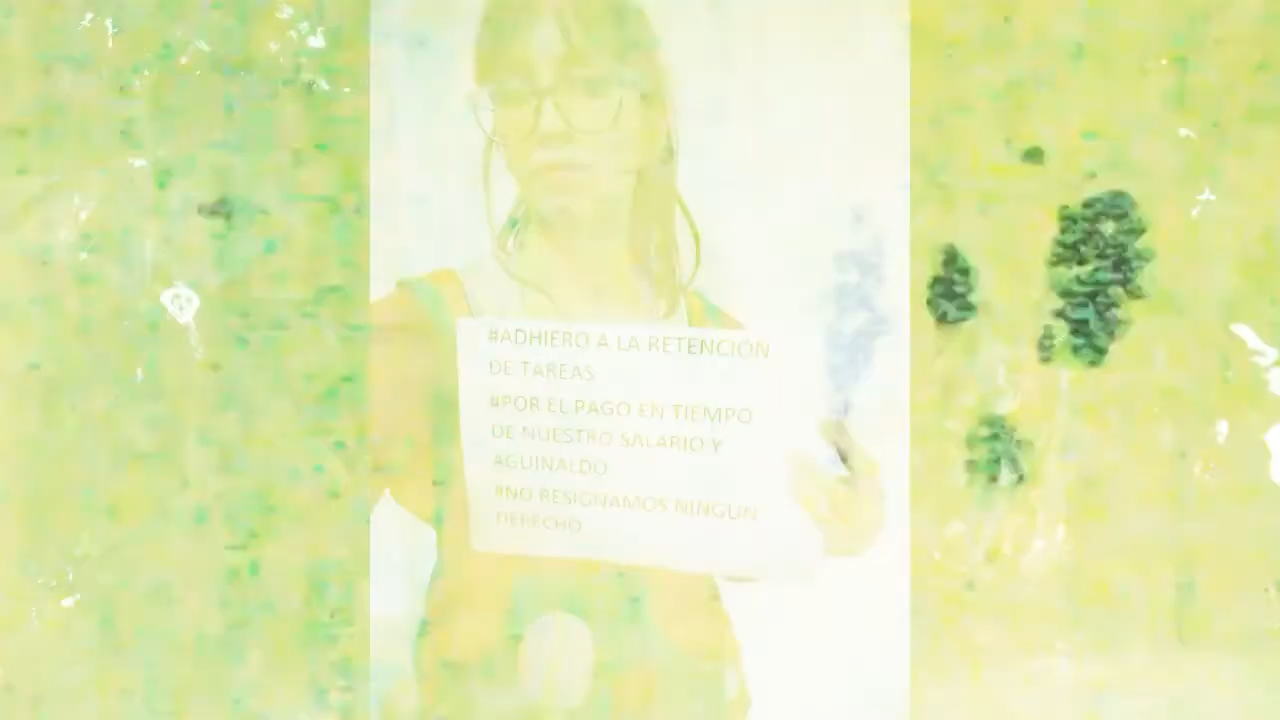 #ADHIERO A LA RETENCIÓN
DE TAREAS
#POR EL PAGO EN TIEMPO
DE NUESTRO SALARIO Y
AGUINALDO
#NO RESIGNAMOS NINGUN
DERECHO